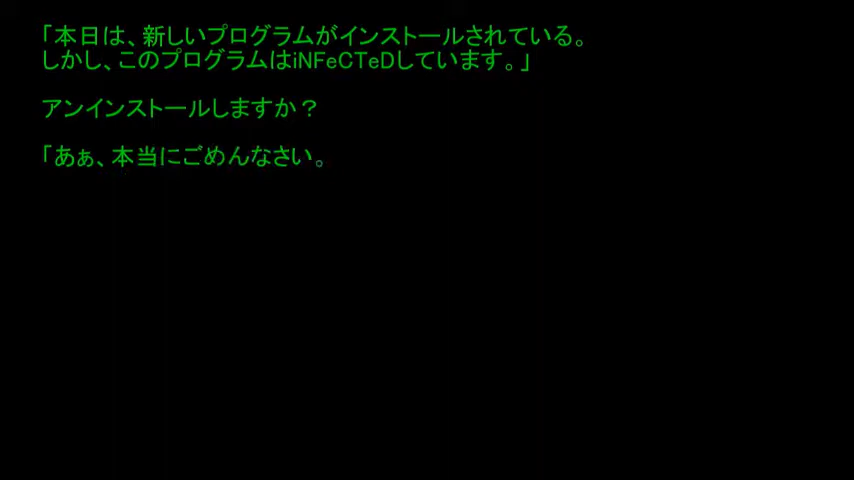 「本日は、新しいプログラムがインストールされている。
しかし、このプログラムはiNFeCTeDしています。」
アンインストールしますか？
「あぁ、本当にごめんなさい。